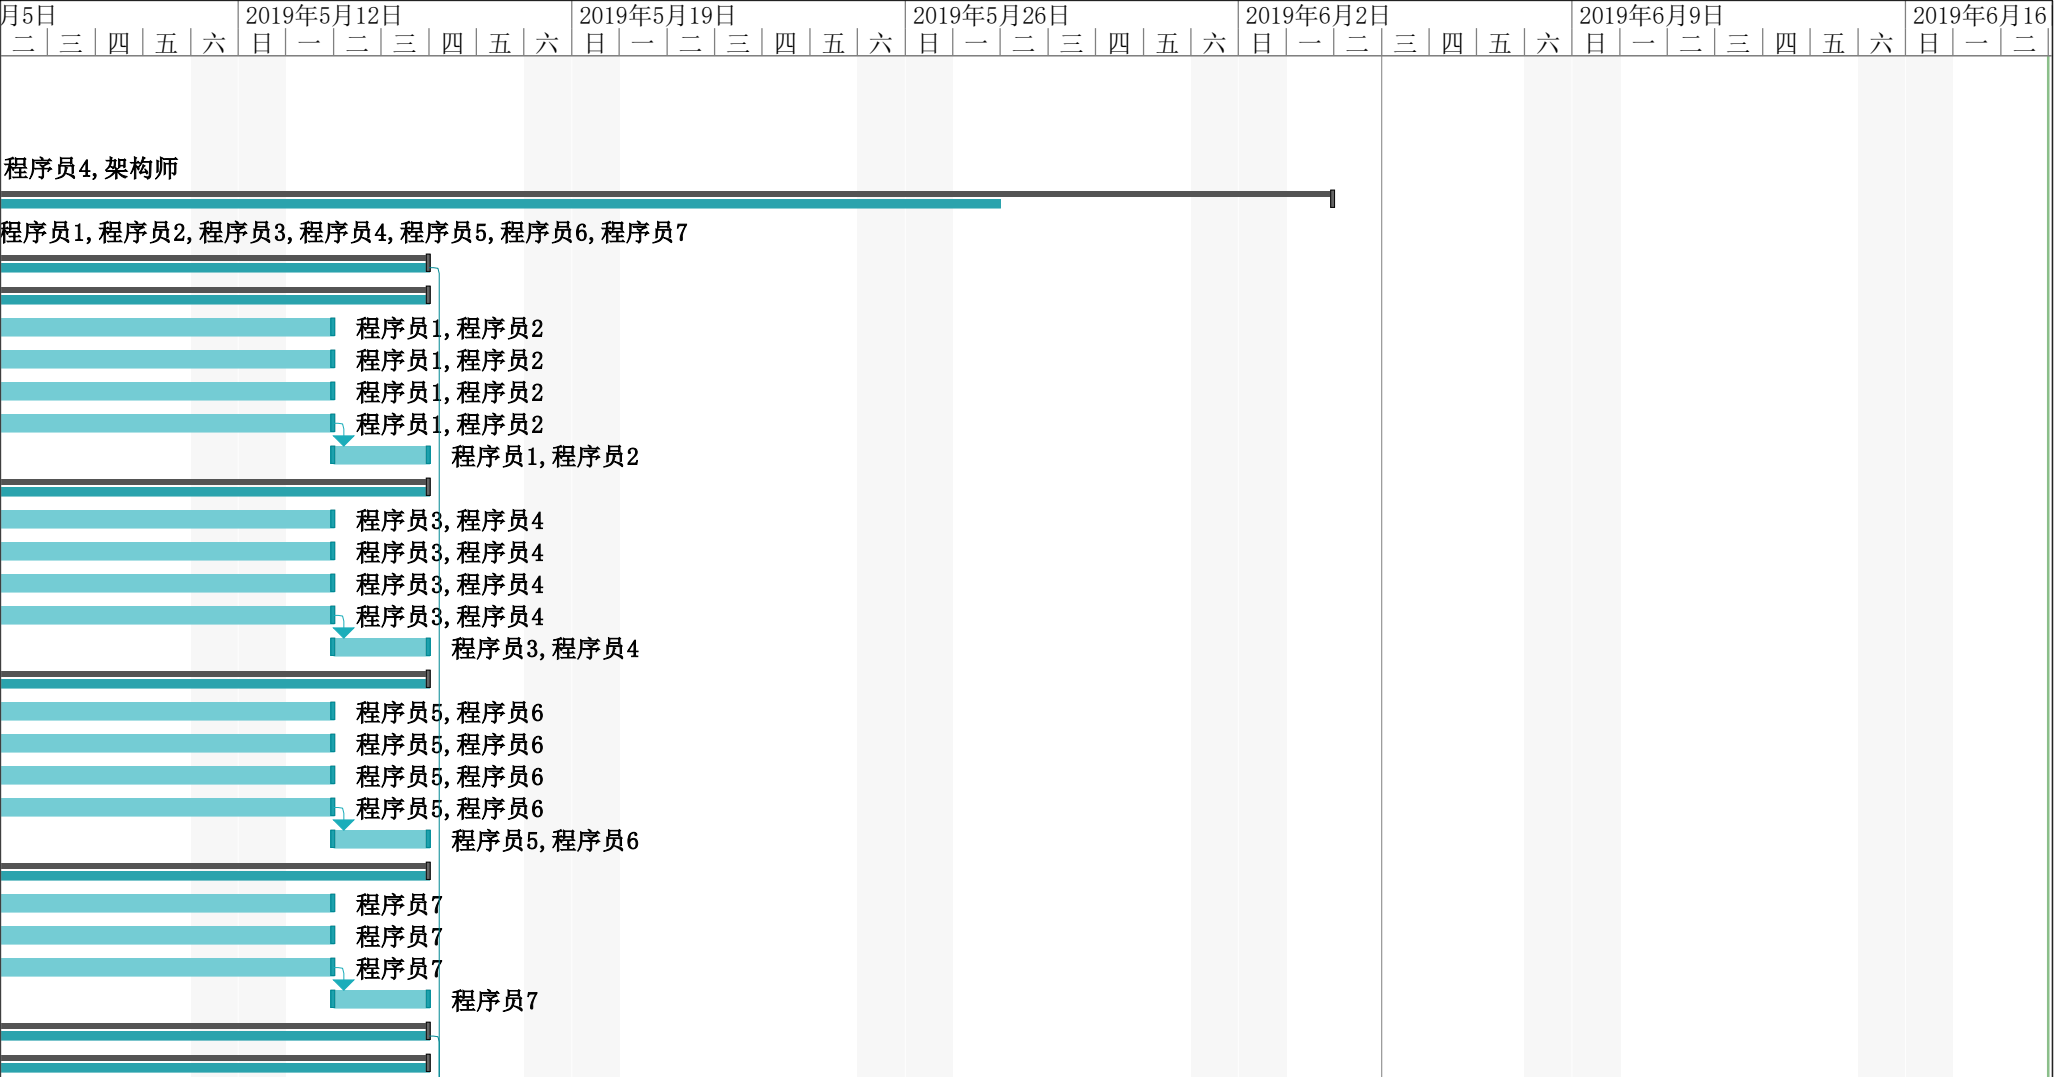 月5日 2019年5月12日 2019年5月19日 2019年5月26日 2019年6月2日 2019年6月9日 2019年6月16
二 三 四 五 六 日 一 二 三 四 五 六 日 一 二 三 四 五 六 日 一 二 三 四 五 六 日 一 二 三 四 五 六 日 一 二 三 四 五 六 日 一 二
程序员4,架构师
程序员1,程序员2,程序员3,程序员4,程序员5,程序员6,程序员7
程序员1,程序员2
程序员1,程序员2
程序员1,程序员2
程序员1,程序员2
程序员1,程序员2
程序员3,程序员4
程序员3,程序员4
程序员3,程序员4
程序员3,程序员4
程序员3,程序员4
程序员5,程序员6
程序员5,程序员6
程序员5,程序员6
程序员5,程序员6
程序员5,程序员6
程序员7
程序员7
程序员7
程序员7